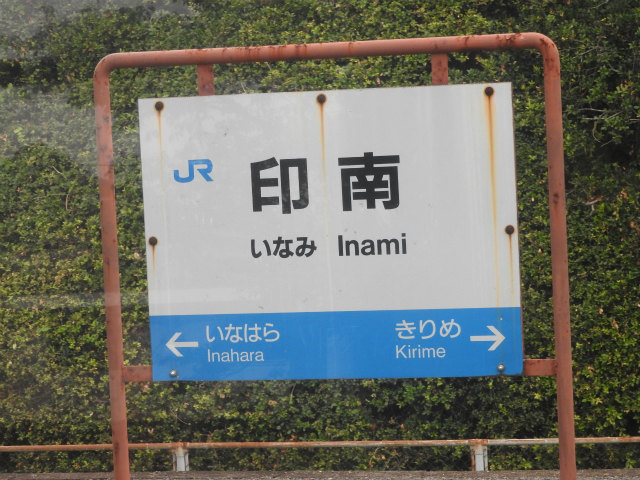 JR
印南
いなみ Inami
← いなはら きりめ →
Inahara Kirime